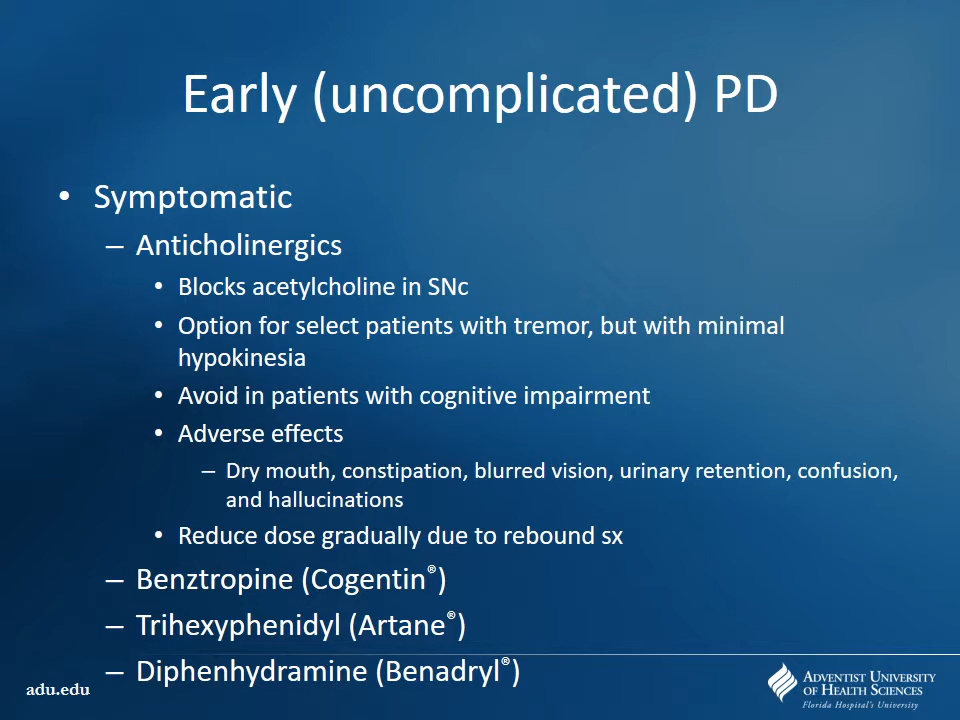 Early (uncomplicated) PD
• Symptomatic
– Anticholinergics
• Blocks acetylcholine in SNc
• Option for select patients with tremor, but with minimal
hypokinesia
• Avoid in patients with cognitive impairment
• Adverse effects
– Dry mouth, constipation, blurred vision, urinary retention, confusion,
and hallucinations
• Reduce dose gradually due to rebound sx
– Benztropine (Cogentin®)
– Trihexyphenidyl (Artane®)
– Diphenhydramine (Benadryl®)
adu.edu
ADVENTIST UNIVERSITY
OF HEALTH SCIENCES
Florida Hospital's University